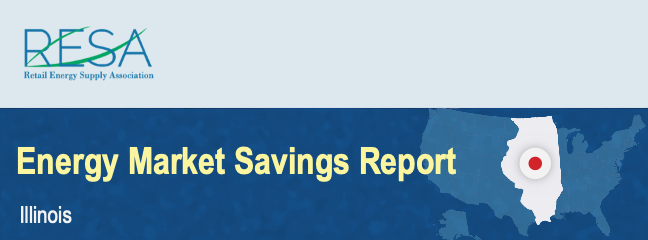 RESA
Retail Energy Supply Association
Energy Market Savings Report
Illinois